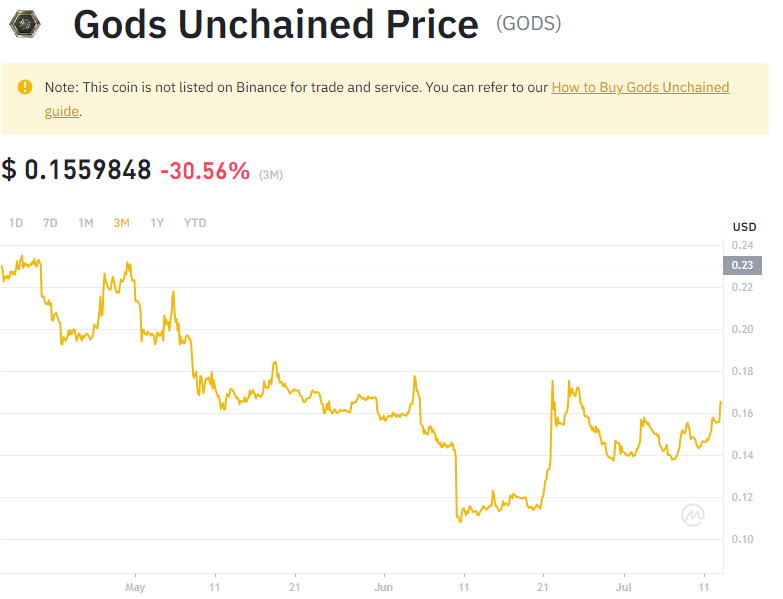 Gods Unchained Price (GODS)
Note: This coin is not listed on Binance for trade and service. You can refer to our How to Buy Gods Unchained
guide.
$ 0.1559848 -30.56% (3M)
1D 7D 1M 3M 1Y YTD
USD
0.24
0.23
0.22
0.20
0.18
0.16
0.14
0.12
0.10
May 11 21 Jun 11 21 Jul 11